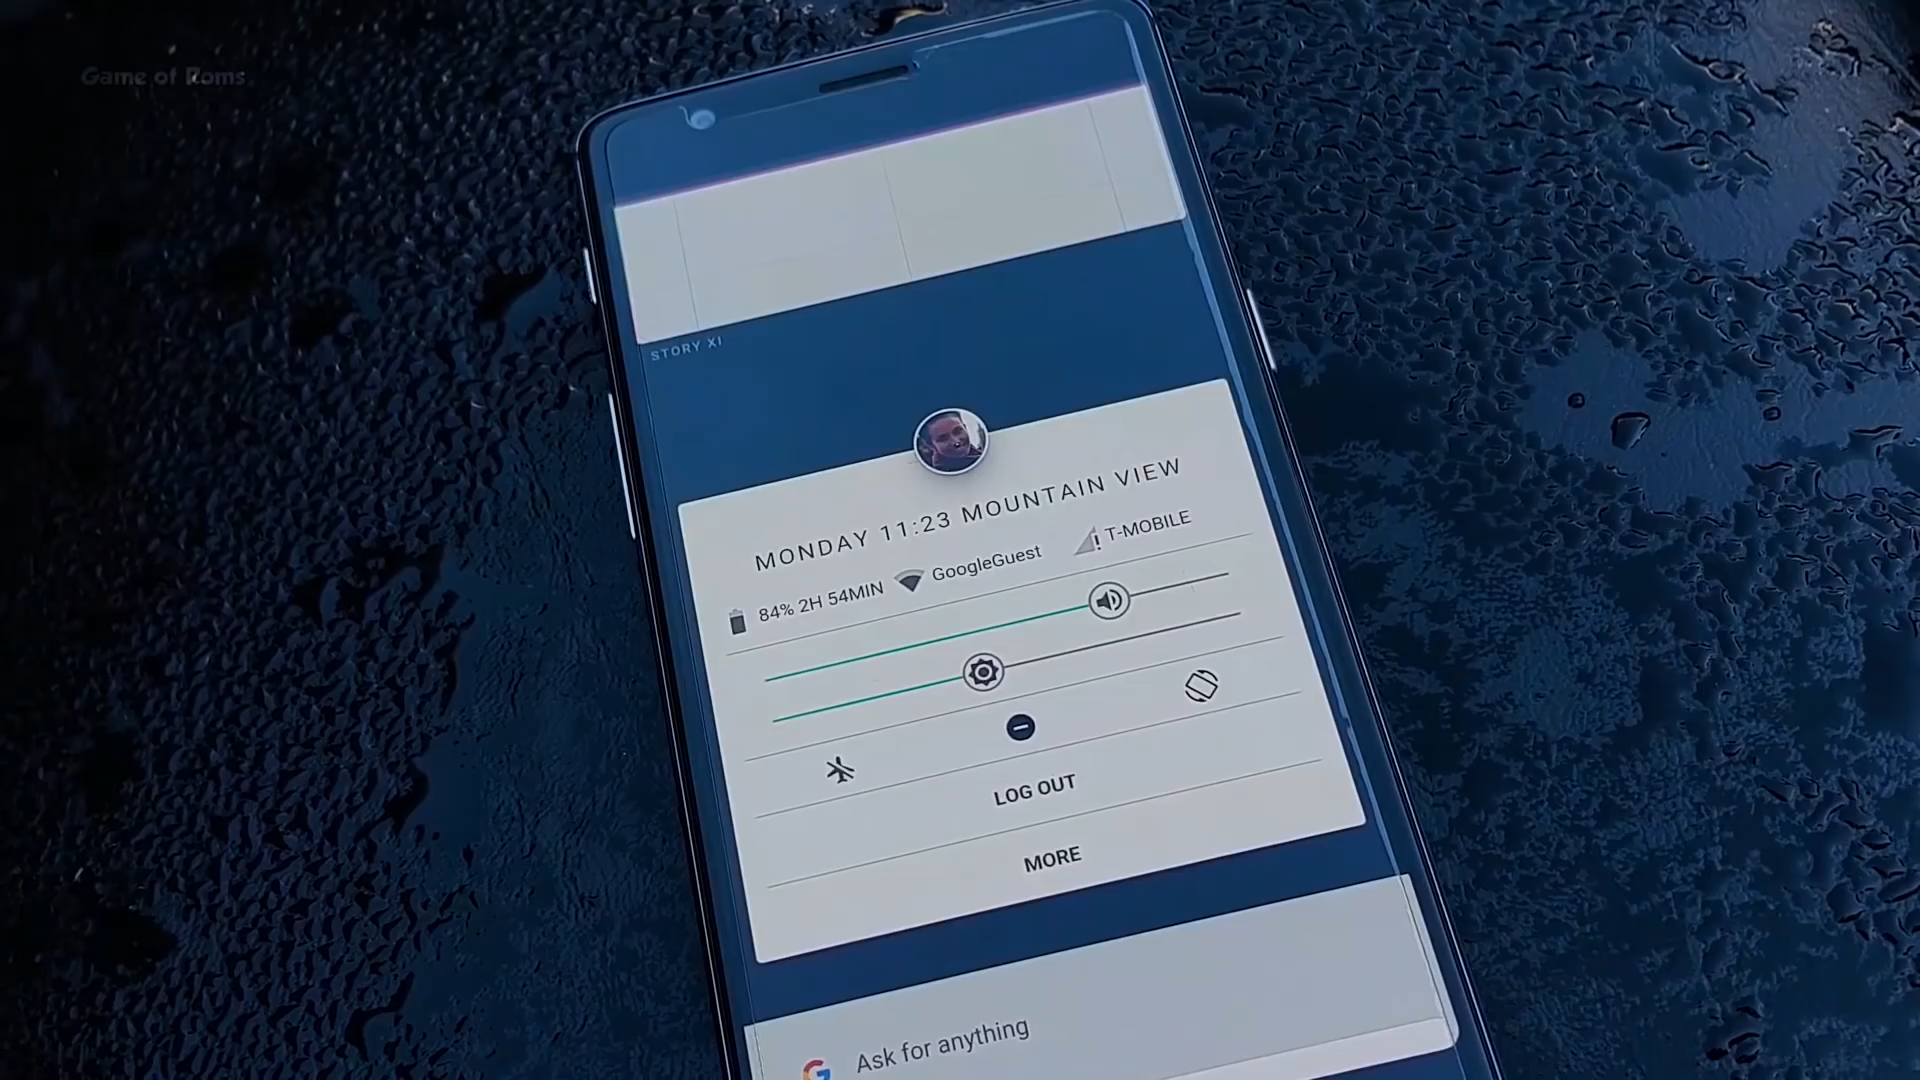 Game of Roms
STORY XI
MONDAY 11:23 MOUNTAIN VIEW
84% 2H 54MIN GoogleGuest T-MOBILE
LOG OUT
MORE
G Ask for anything